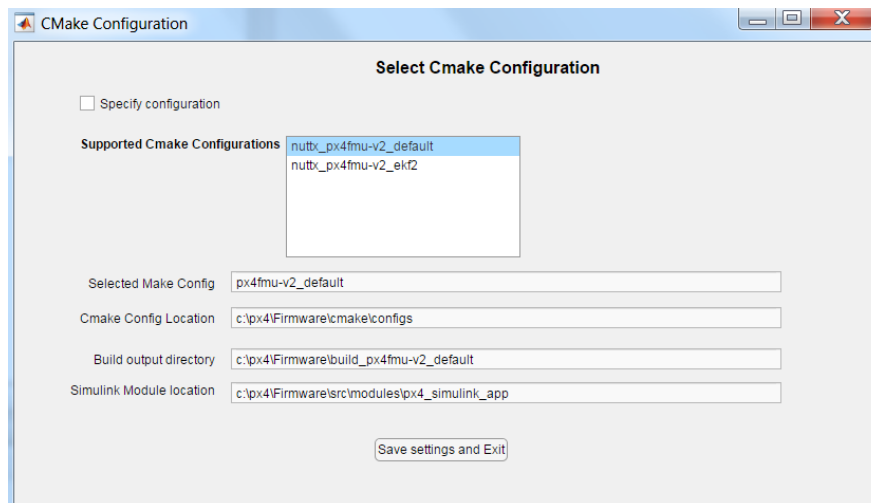 CMake Configuration
Select Cmake Configuration
Specify configuration
Supported Cmake Configurations
nuttx_px4fmu-v2_default
nuttx_px4fmu-v2_ekf2
Selected Make Config
px4fmu-v2_default
Cmake Config Location
c:\px4\Firmware\cmake\configs
Build output directory
c:\px4\Firmware\build_px4fmu-v2_default
Simulink Module location
c:\px4\Firmware\src\modules\px4_simulink_app
Save settings and Exit